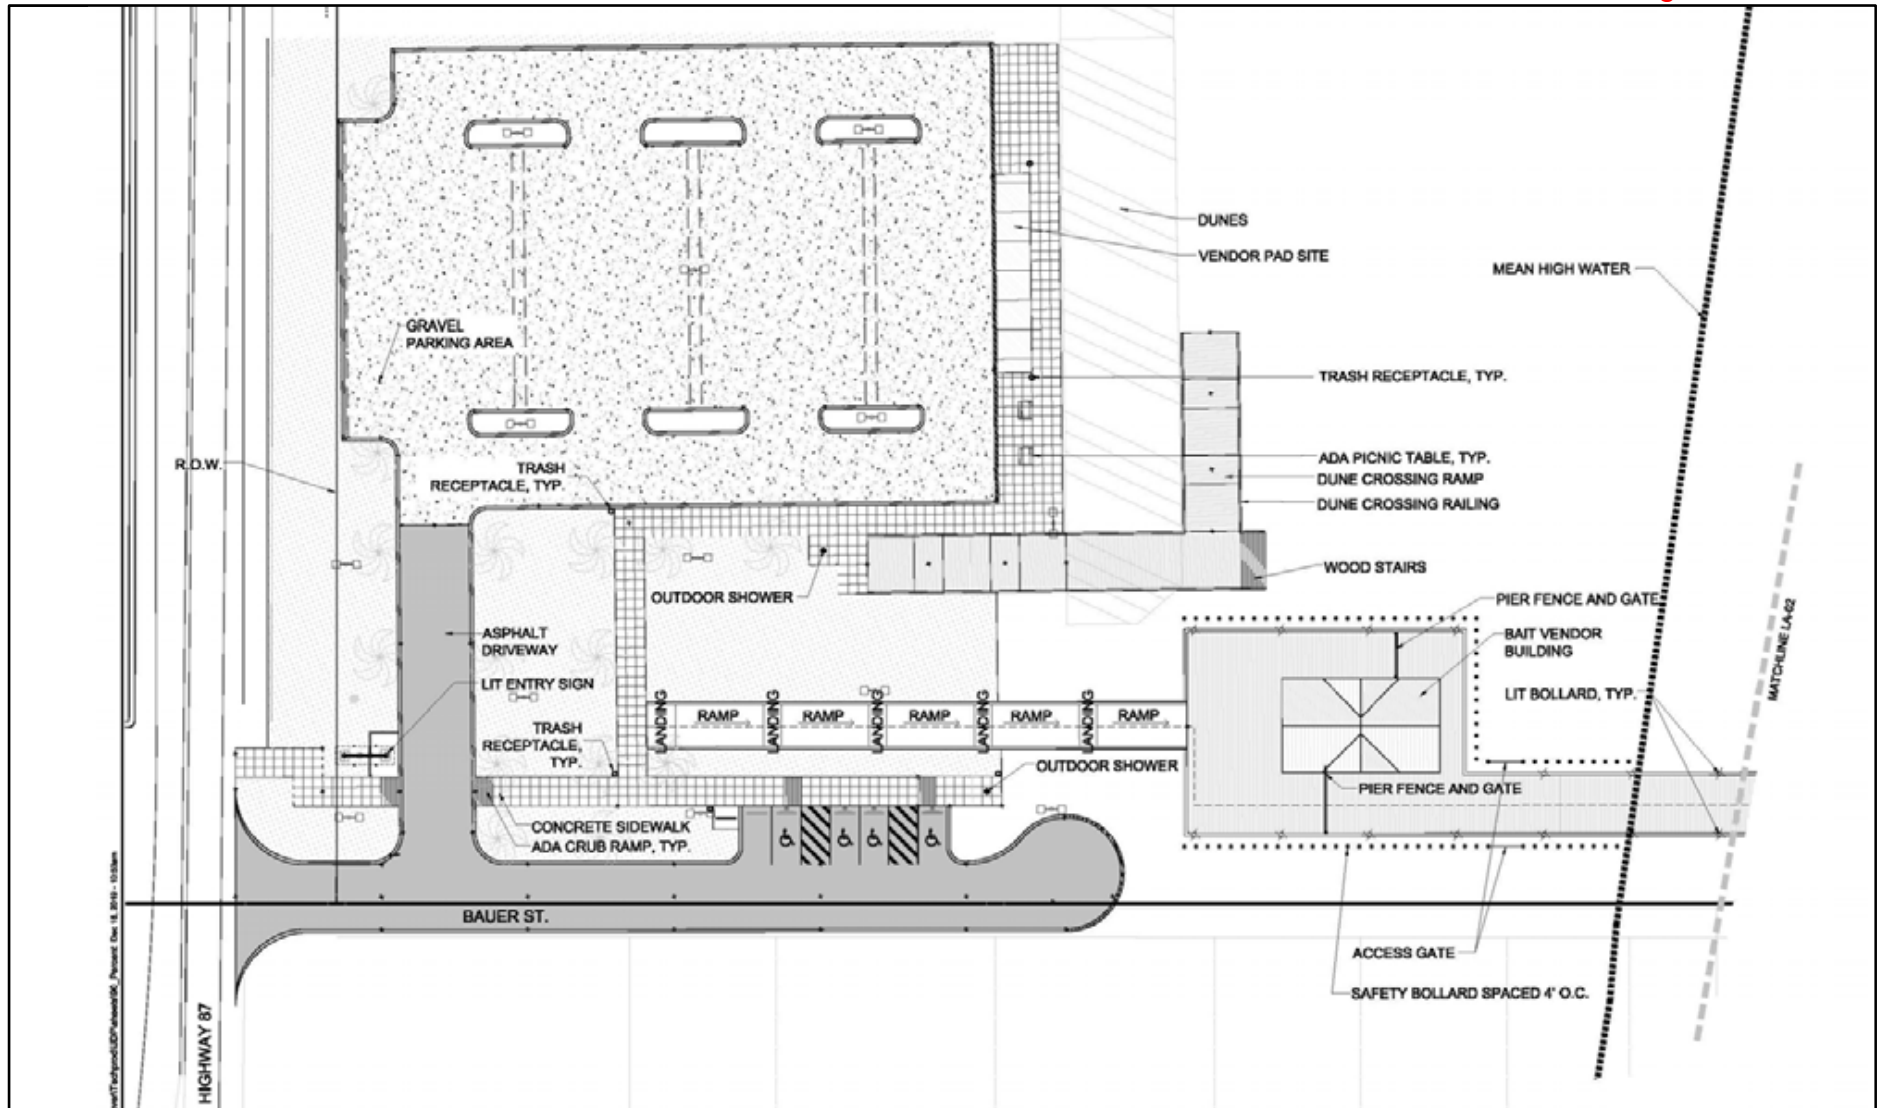 DUNES
VENDOR PAD SITE
MEAN HIGH WATER
GRAVEL
PARKING AREA
TRASH RECEPTACLE, TYP.
R.O.W.
TRASH
RECEPTACLE, TYP.
ADA PICNIC TABLE, TYP.
DUNE CROSSING RAMP
DUNE CROSSING RAILING
WOOD STAIRS
OUTDOOR SHOWER
PIER FENCE AND GATE
ASPHALT
DRIVEWAY
BAIT VENDOR
BUILDING
MATCHLINE LA-02
LIT ENTRY SIGN
LIT BOLLARD, TYP.
LANDING
RAMP
LANDING
RAMP
LANDING
RAMP
LANDING
RAMP
LANDING
RAMP
TRASH
RECEPTACLE,
TYP.
OUTDOOR SHOWER
PIER FENCE AND GATE
CONCRETE SIDEWALK
ADA CRUB RAMP, TYP.
BAUER ST.
ACCESS GATE
SAFETY BOLLARD SPACED 4' O.C.
HIGHWAY 87